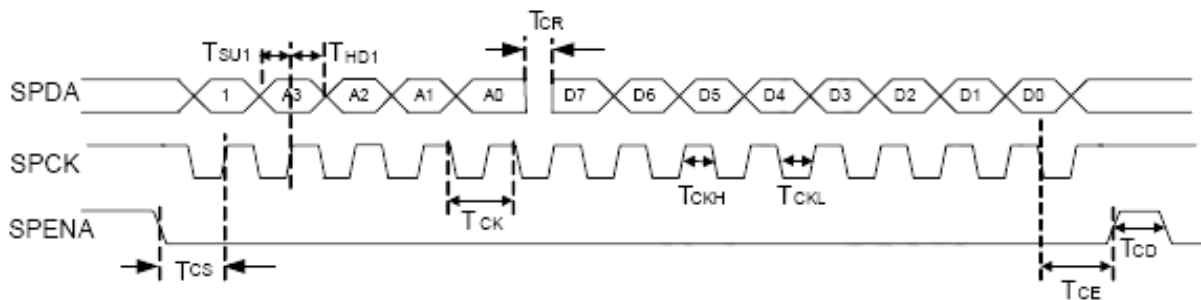 TCR
TSU1 THD1
SPDA 1 A3 A2 A1 A0 D7 D6 D5 D4 D3 D2 D1 D0
SPCK
TCK TCKH TCKL
SPENA
TCS TCE TCD